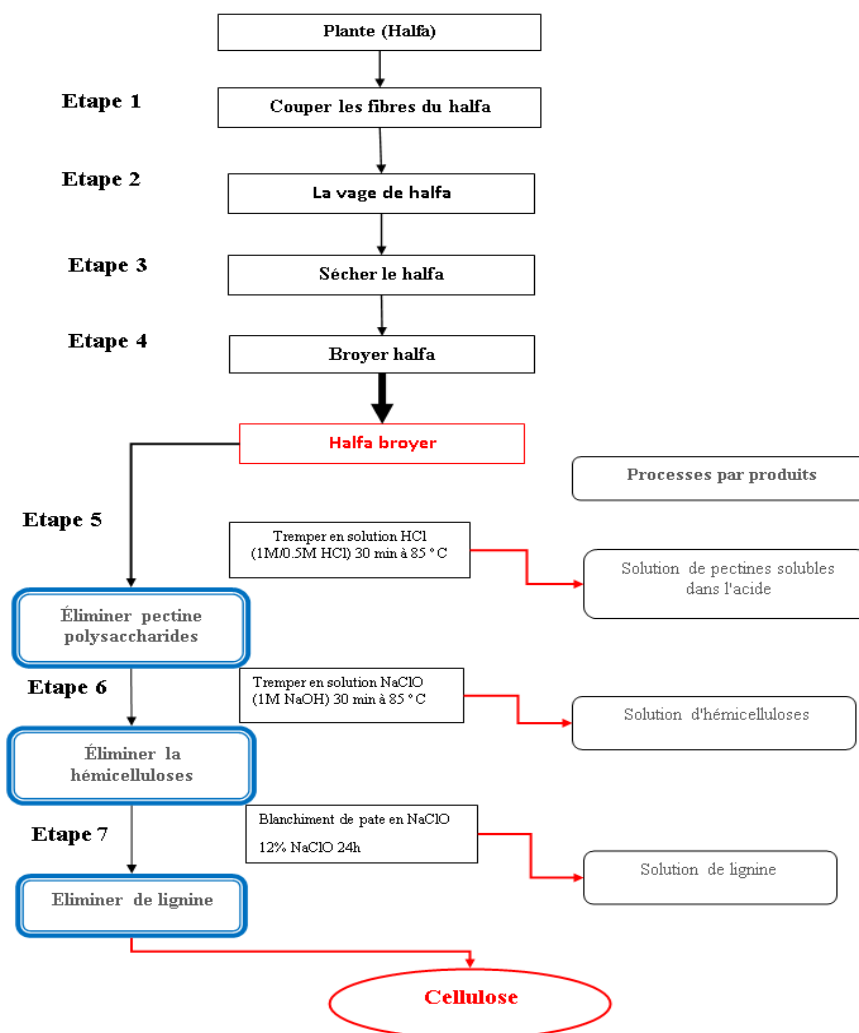 Plante (Halfa)
Etape 1
Couper les fibres du halfa
Etape 2
La vage de halfa
Etape 3
Sécher le halfa
Etape 4
Broyer halfa
Halfa broyer
Processes par produits
Etape 5
Tremper en solution HCl
(1M/0.5M HCl) 30 min à 85 °C
Solution de pectines solubles
dans l'acide
Éliminer pectine
polysaccharides
Etape 6
Tremper en solution NaClO
(1M NaOH) 30 min à 85 °C
Solution d'hémicelluloses
Éliminer la
hémicelluloses
Etape 7
Blanchiment de pate en NaClO
12% NaClO 24h
Solution de lignine
Eliminer de lignine
Cellulose